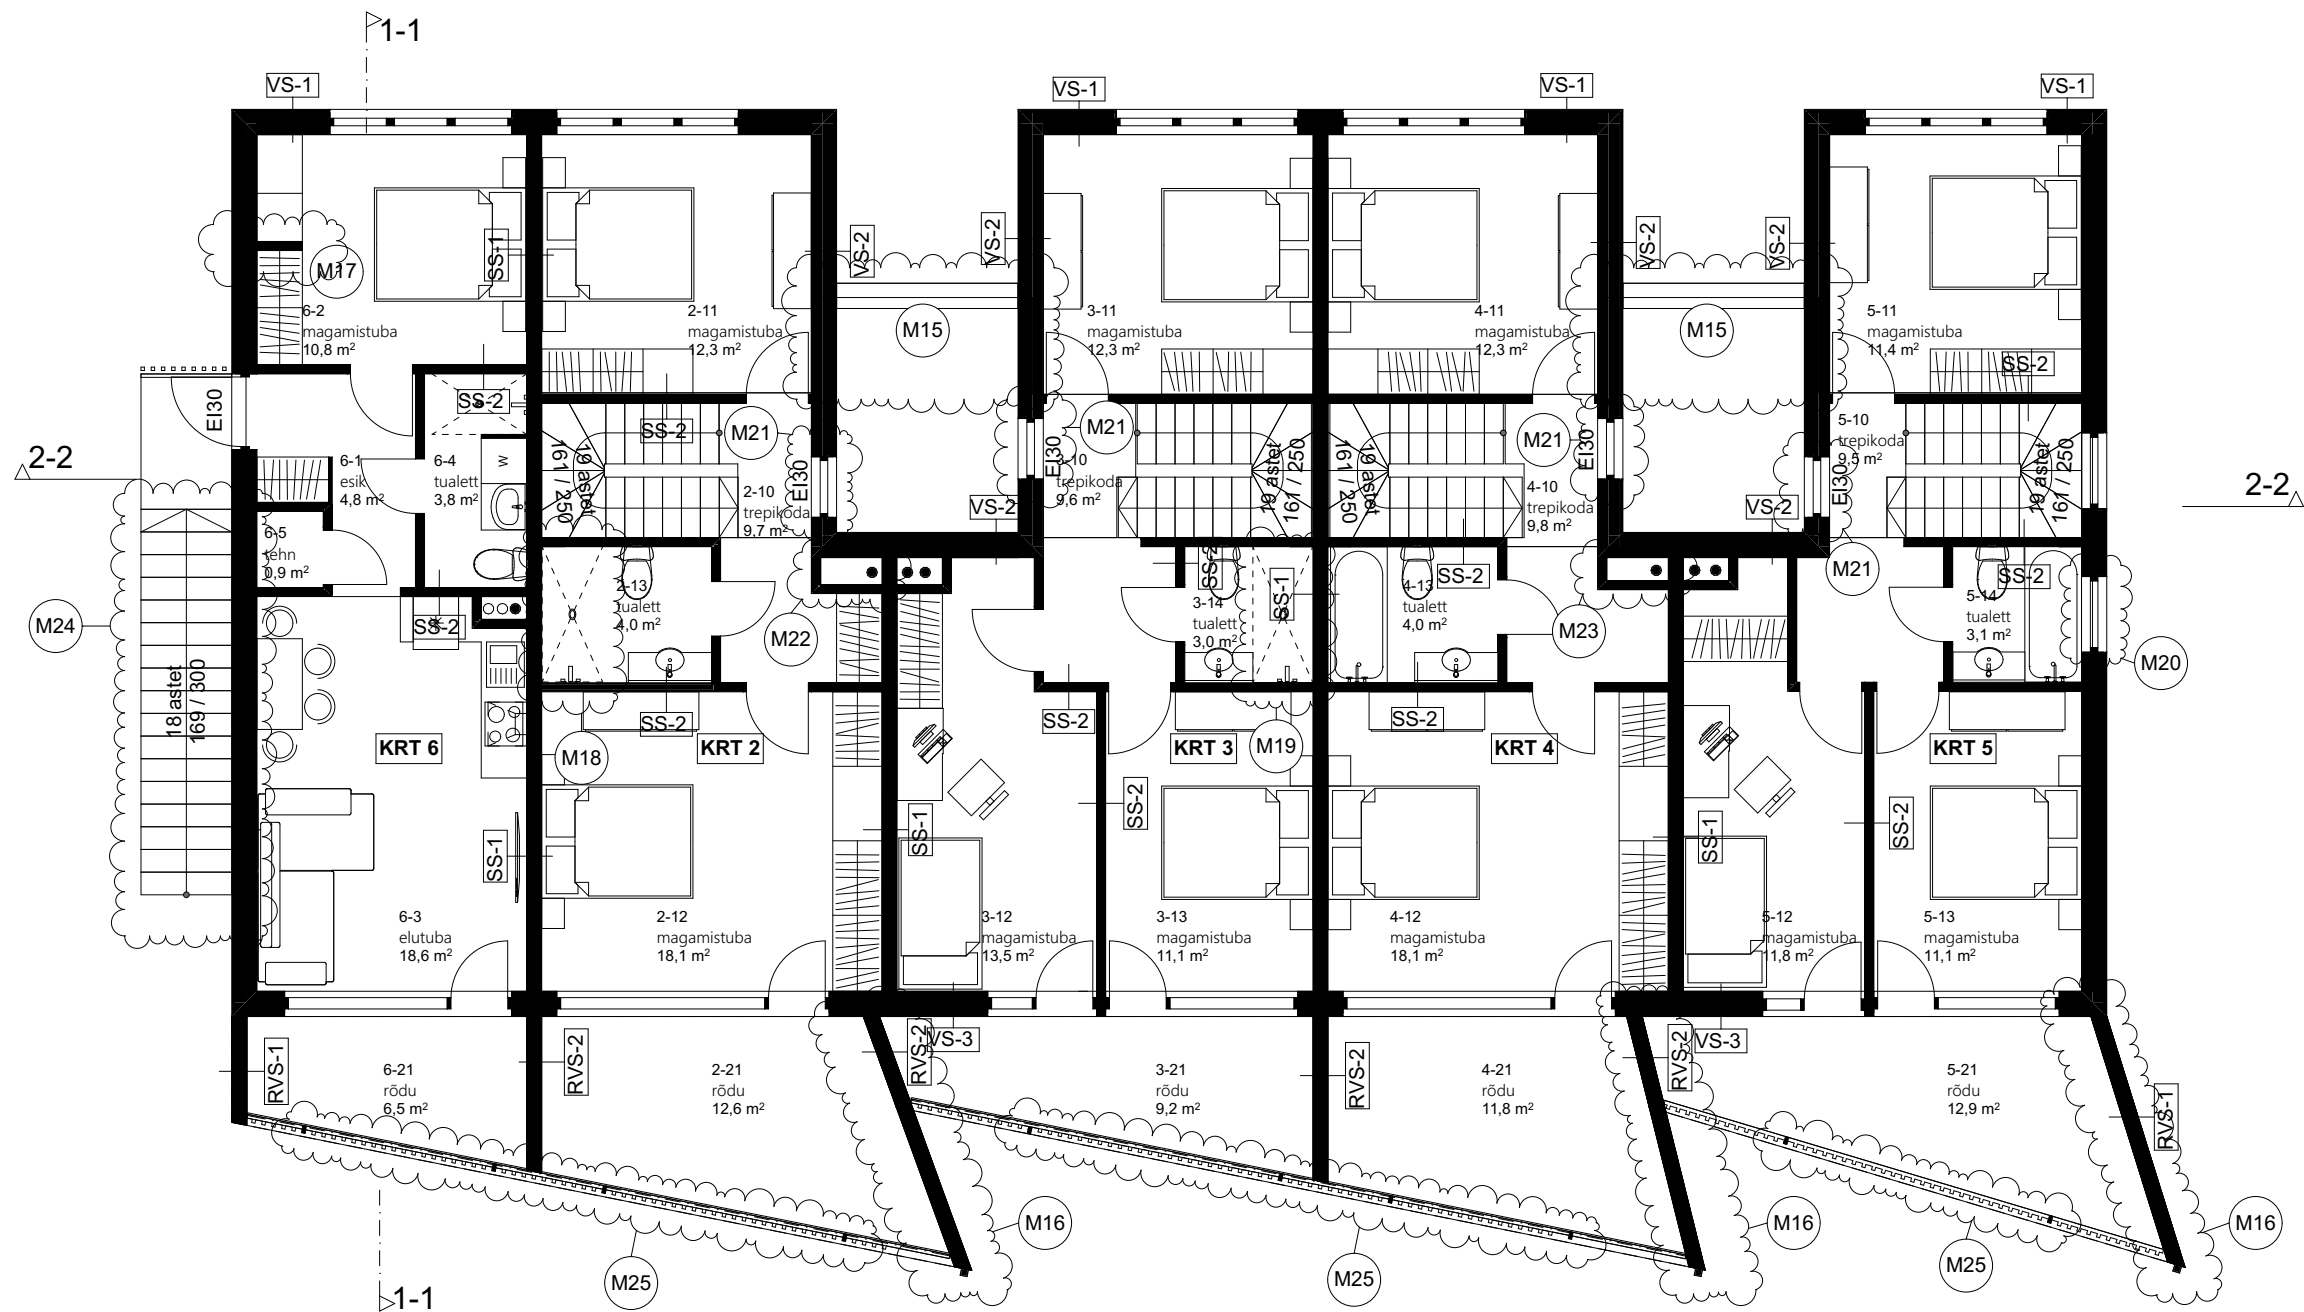 1-1
VS-1
VS-1
VS-1
VS-1
SS-1
VS-2
VS-2
VS-2
VS-2
M17
6-2
magamistuba
10,8 m²
2-11
magamistuba
12,3 m²
M15
3-11
magamistuba
12,3 m²
4-11
magamistuba
12,3 m²
M15
5-11
magamistuba
11,4 m²
SS-2
EI30
SS-2
SS-2
M21
M21
M21
5-10
trepikoda
9,5 m²
2-2
6-1
esik
4,8 m²
6-4
tualett
3,8 m²
W
19 astet
161 / 250
2-10
trepikoda
9,7 m²
EI30
EI30
3-10
trepikoda
9,6 m²
19 astet
161 / 250
19 astet
161 / 250
4-10
trepikoda
9,8 m²
EI30
EI30
19 astet
161 / 250
2-2
VS-2
VS-2
6-5
tehn
0,9 m²
2-13
tualett
4,0 m²
SS-2
3-14
tualett
3,0 m²
SS-1
4-13
tualett
4,0 m²
SS-2
M21
SS-2
5-14
tualett
3,1 m²
M24
18 astet
169 / 300
SS-2
M22
M23
M20
SS-2
SS-2
SS-2
KRT 6
M18
KRT 2
KRT 3
M19
KRT 4
KRT 5
SS-1
SS-1
SS-2
SS-1
SS-2
6-3
elutuba
18,6 m²
2-12
magamistuba
18,1 m²
3-12
magamistuba
13,5 m²
3-13
magamistuba
11,1 m²
4-12
magamistuba
18,1 m²
5-12
magamistuba
11,8 m²
5-13
magamistuba
11,1 m²
RVS-1
RVS-2
RVS-2
VS-3
RVS-2
RVS-2
VS-3
RVS-1
6-21
rõdu
6,5 m²
2-21
rõdu
12,6 m²
3-21
rõdu
9,2 m²
4-21
rõdu
11,8 m²
5-21
rõdu
12,9 m²
M16
M16
M16
M25
M25
M25
1-1